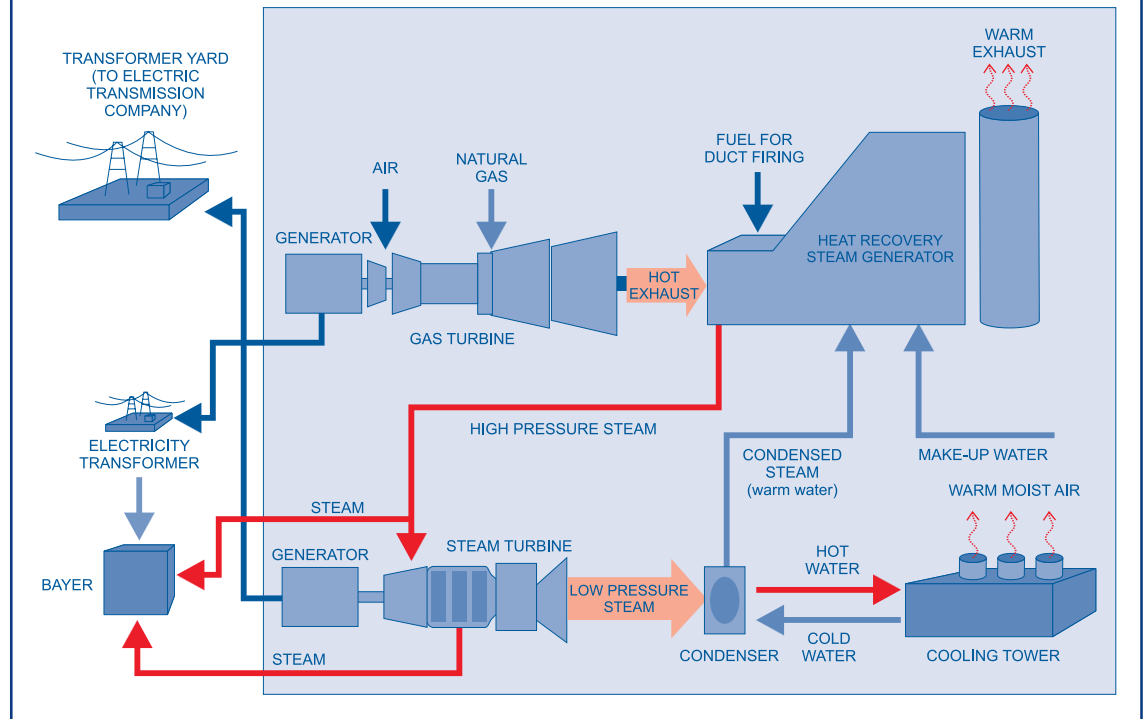 TRANSFORMER YARD
(TO ELECTRIC
TRANSMISSION
COMPANY)
WARM
EXHAUST
FUEL FOR
DUCT FIRING
NATURAL
GAS
AIR
GENERATOR
HEAT RECOVERY
STEAM GENERATOR
HOT
EXHAUST
GAS TURBINE
ELECTRICITY
TRANSFORMER
HIGH PRESSURE STEAM
CONDENSED
STEAM
(warm water)
MAKE-UP WATER
WARM MOIST AIR
STEAM
GENERATOR
STEAM TURBINE
HOT
WATER
BAYER
LOW PRESSURE
STEAM
COLD
WATER
CONDENSER
COOLING TOWER
STEAM